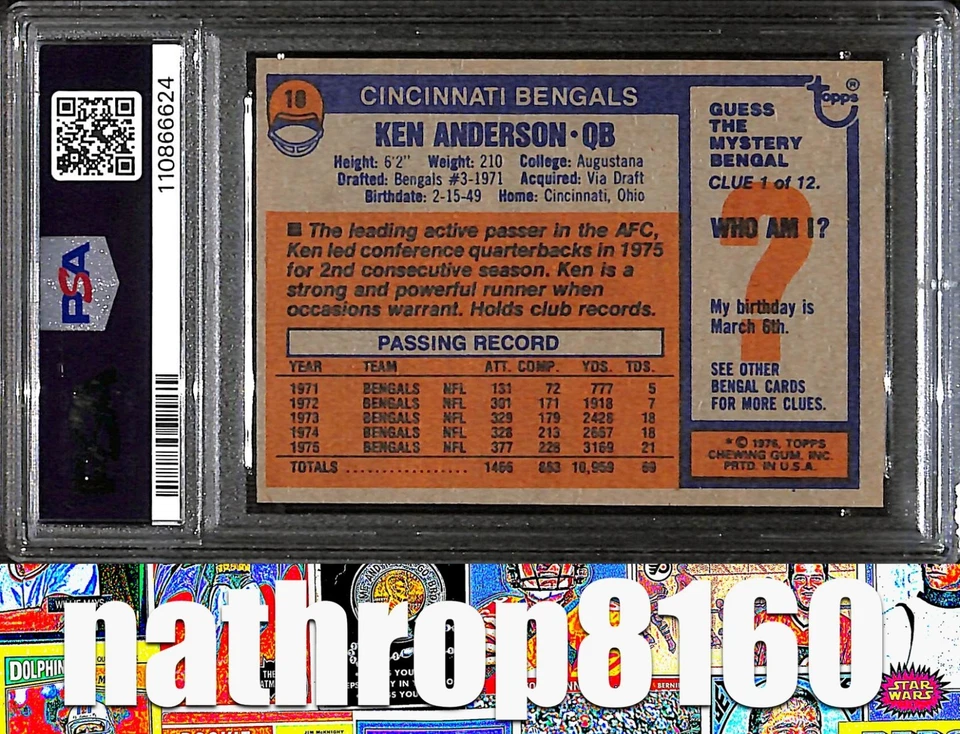 PSA
110866624
10
CINCINNATI BENGALS
KEN ANDERSON • QB
Height: 6'2" Weight: 210 College: Augustana
Drafted: Bengals #3-1971 Acquired: Via Draft
Birthdate: 2-15-49 Home: Cincinnati, Ohio
■ The leading active passer in the AFC,
Ken led conference quarterbacks in 1975
for 2nd consecutive season. Ken is a
strong and powerful runner when
occasions warrant. Holds club records.
PASSING RECORD
YEAR TEAM ATT. COMP. YDS. TDS.
1971 BENGALS NFL 131 72 777 5
1972 BENGALS NFL 301 171 1918 7
1973 BENGALS NFL 329 179 2428 18
1974 BENGALS NFL 328 213 2667 18
1975 BENGALS NFL 377 228 3169 21
TOTALS 1466 863 10,959 69
Topps ®
GUESS
THE
MYSTERY
BENGAL
CLUE 1 of 12.
?
WHO AM I?
My birthday is
March 6th.
SEE OTHER
BENGAL CARDS
FOR MORE CLUES.
* © 1976, TOPPS
CHEWING GUM, INC.
PRTD. IN U.S.A.
nathrop8160
WILLIE MAYS
DOLPHIN
STAR
WARS
JIM McKNIGHT